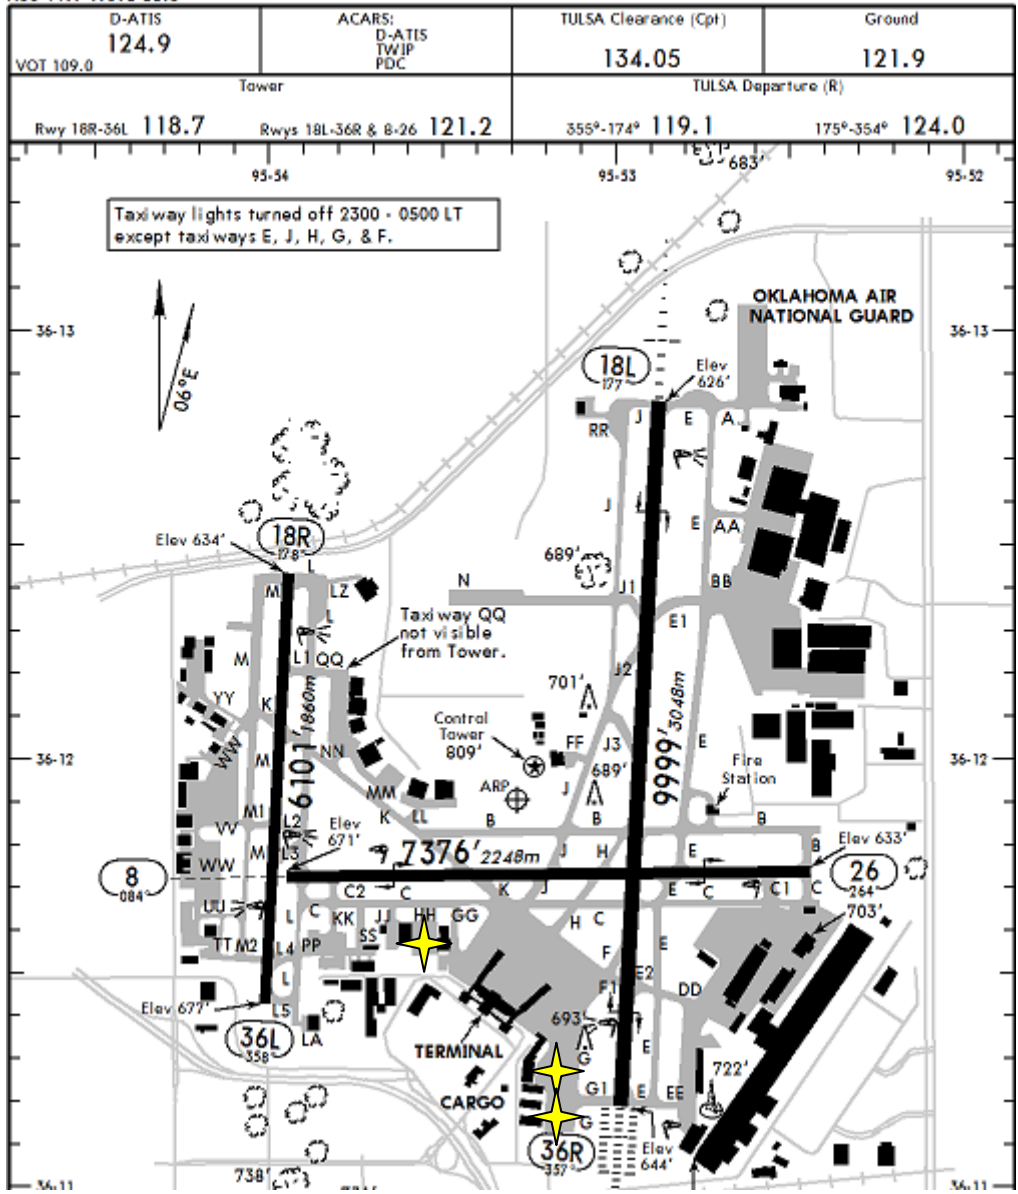 D-ATIS
124.9
VOT 109.0
ACARS:
D-ATIS
TWIP
PDC
TULSA Clearance (Cpt)
134.05
Ground
121.9
Tower
Rwy 18R-36L 118.7 Rwys 18L-36R & 8-26 121.2
TULSA Departure (R)
355°-174° 119.1 175°-354° 124.0
95-54 95-53 95-52
683'
Taxiway lights turned off 2300 - 0500 LT
except taxiways E, J, H, G, & F.
36-13 36-13
06°E
OKLAHOMA AIR
NATIONAL GUARD
18L
177°
Elev
626'
J E A
RR
J E AA
18R
178°
Elev 634'
L
689'
M LZ
N
J1 BB
L
Taxiway QQ
not visible
from Tower.
E1
M L1 QQ
J2
YY
K
701'
Control
Tower
809'
6101' 1860m
9999' 3048m
NN
WW
FF J3
E
36-12 36-12
M
689'
Fire
Station
MM
ARP
J
M1 L2
K LL
B B B
VV
Elev
671'
M L3
7376' 2248m
J H E
B
Elev 633'
WW
8
084°
26
264°
C2 C K J E C C1 C
UU
L C KK JJ HH GG
H C
703'
SS
TT M2 L4 PP
F E
L
E2
F1 DD
Elev 677'
L5
36L
358°
LA
693'
TERMINAL
G E
722'
CARGO
G1 E EE
G
36R
357°
Elev
644'
738'
36-11 36-11